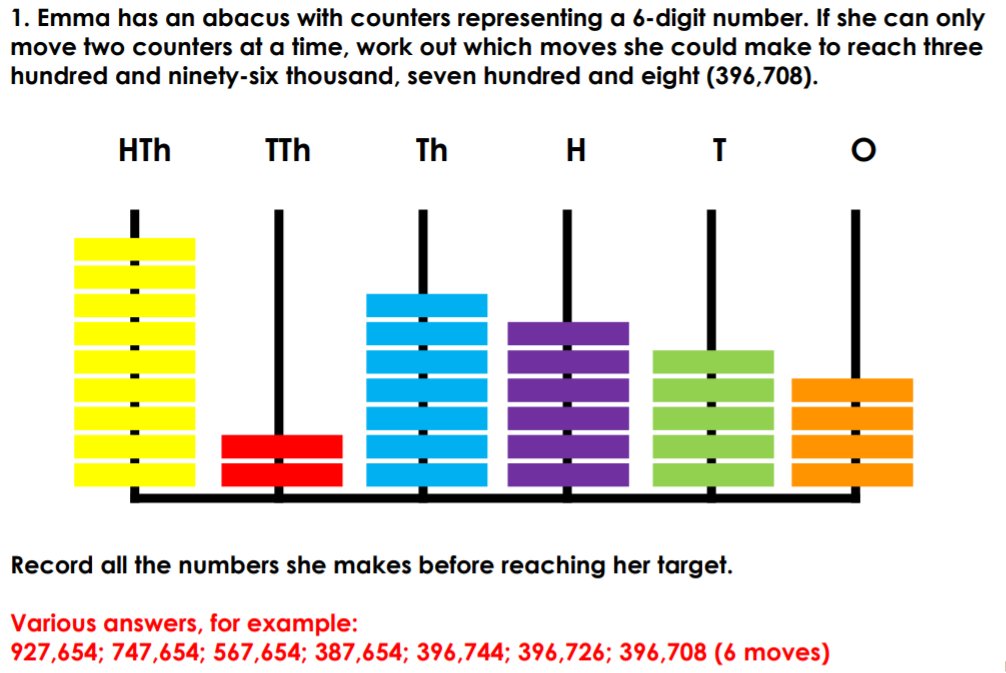 1. Emma has an abacus with counters representing a 6-digit number. If she can only
move two counters at a time, work out which moves she could make to reach three
hundred and ninety-six thousand, seven hundred and eight (396,708).
HTh TTh Th H T O
Record all the numbers she makes before reaching her target.
Various answers, for example:
927,654; 747,654; 567,654; 387,654; 396,744; 396,726; 396,708 (6 moves)